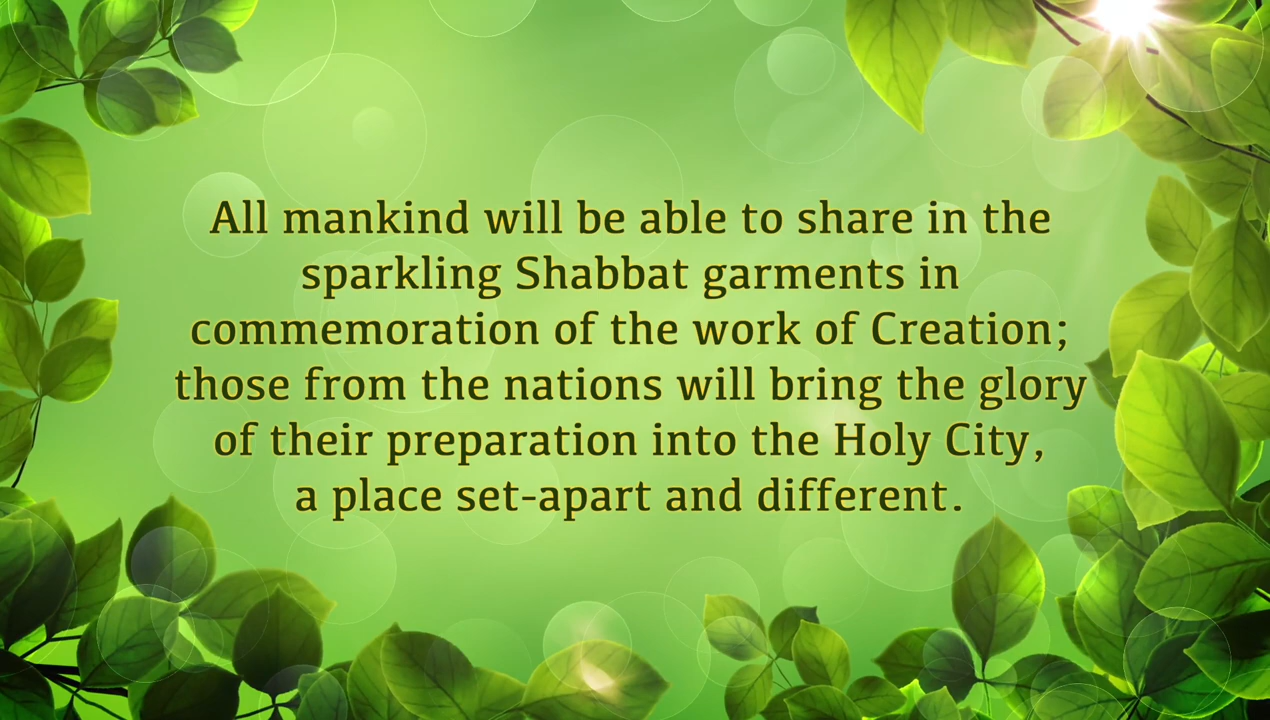 All mankind will be able to share in the
sparkling Shabbat garments in
commemoration of the work of Creation;
those from the nations will bring the glory
of their preparation into the Holy City,
a place set-apart and different.